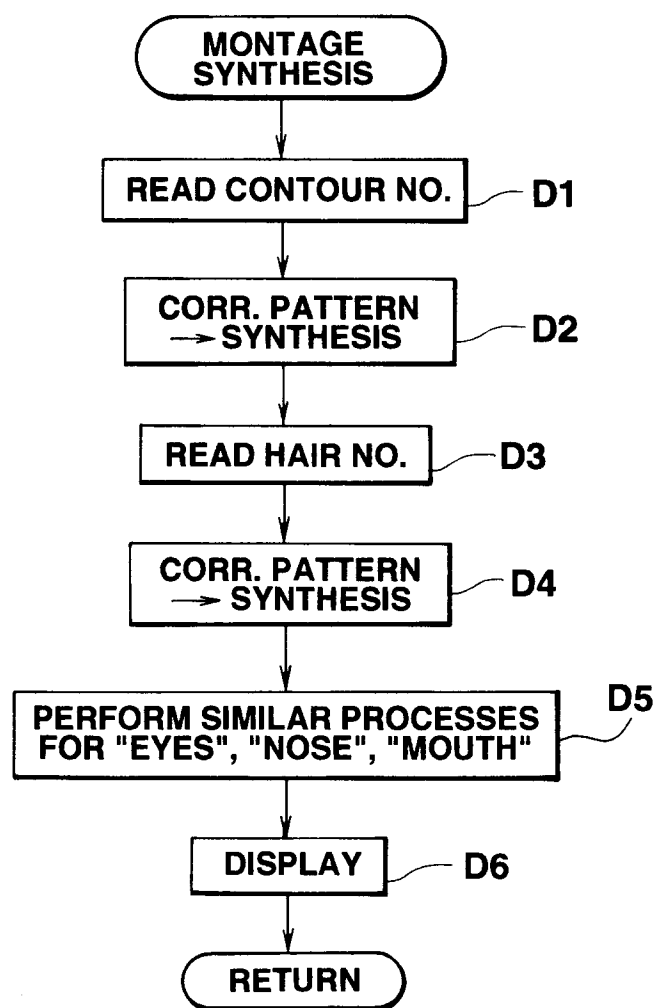 MONTAGE
SYNTHESIS
READ CONTOUR NO.
D1
CORR. PATTERN
→ SYNTHESIS
D2
READ HAIR NO.
D3
CORR. PATTERN
→ SYNTHESIS
D4
PERFORM SIMILAR PROCESSES
FOR "EYES", "NOSE", "MOUTH"
D5
DISPLAY
D6
RETURN